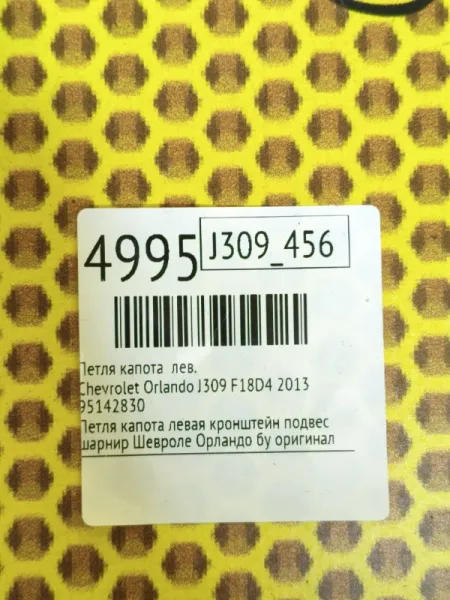 4995 J309_456
Петля капота лев.
Chevrolet Orlando J309 F18D4 2013
95142830
Петля капота левая кронштейн подвес
шарнир Шевроле Орландо бу оригинал